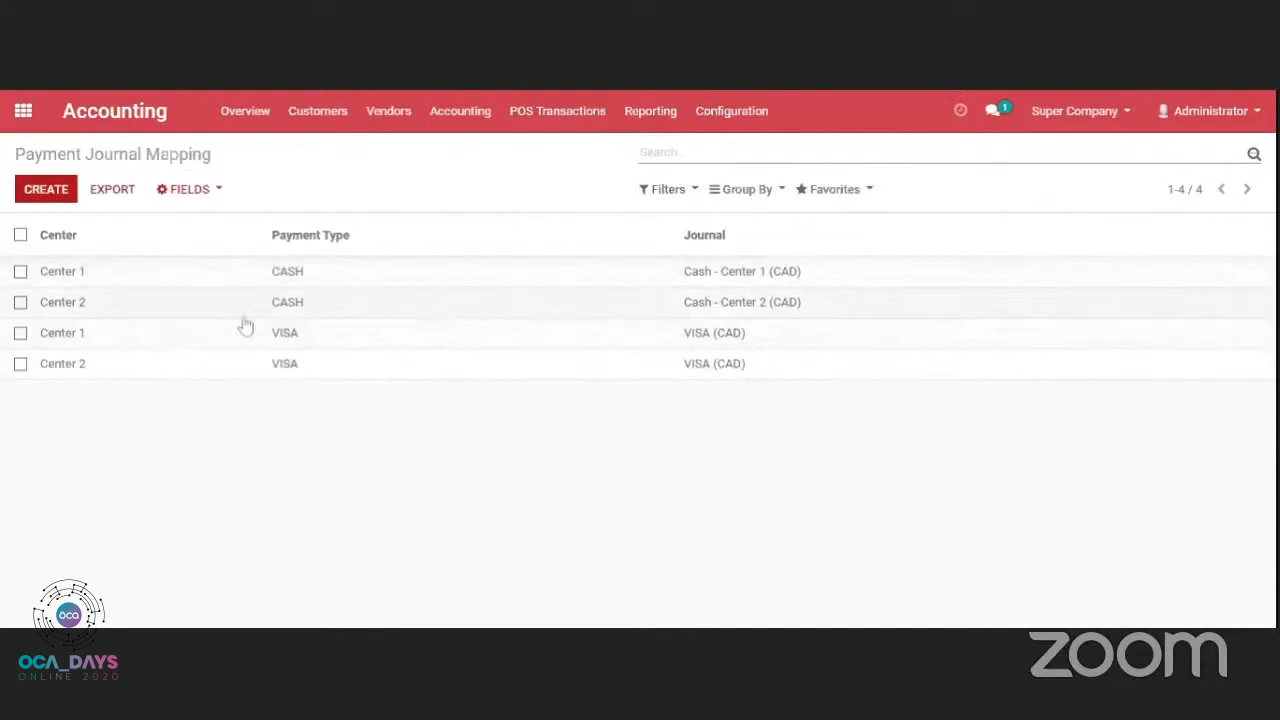 Accounting Overview Customers Vendors Accounting POS Transactions Reporting Configuration 1 Super Company Administrator
Payment Journal Mapping Search...
CREATE EXPORT FIELDS Filters Group By Favorites 1-4 / 4
Center Payment Type Journal
Center 1 CASH Cash - Center 1 (CAD)
Center 2 CASH Cash - Center 2 (CAD)
Center 1 VISA VISA (CAD)
Center 2 VISA VISA (CAD)
oca
OCA_DAYS
ONLINE 2020
zoom